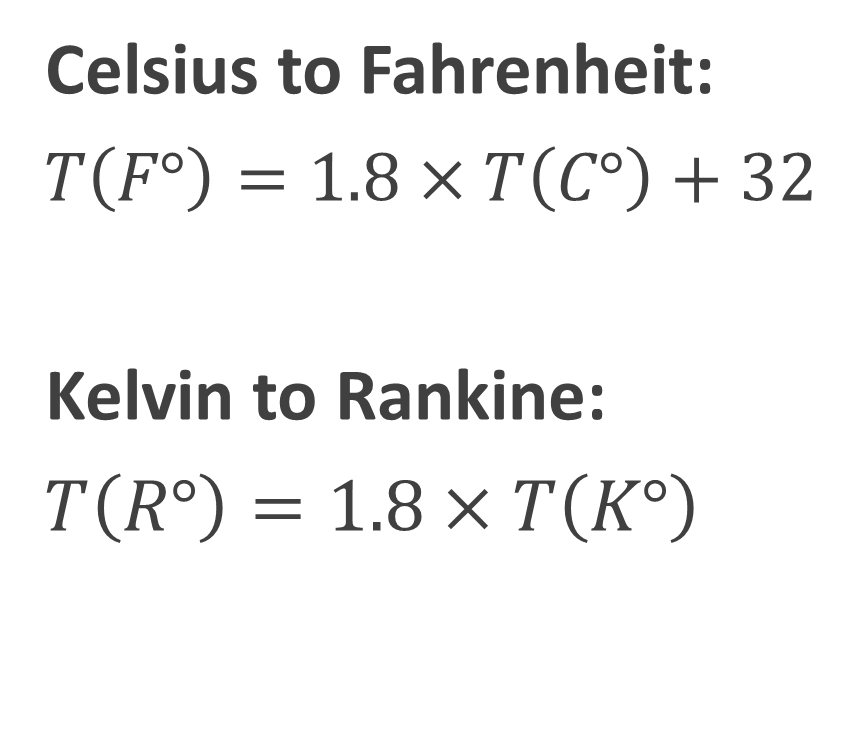 Celsius to Fahrenheit:
T(F°) = 1.8 × T(C°) + 32
Kelvin to Rankine:
T(R°) = 1.8 × T(K°)